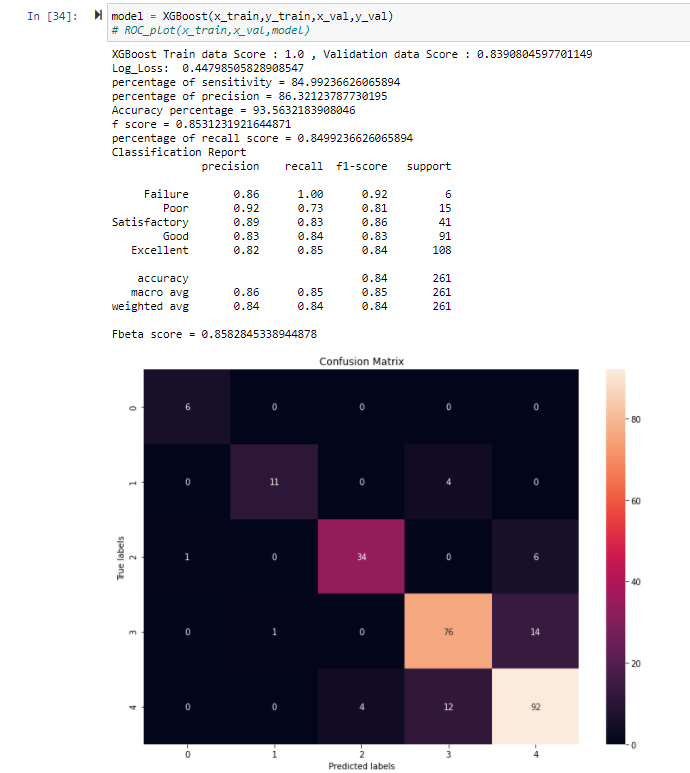 In [34]: model = XGBoost(x_train,y_train,x_val,y_val)
# ROC_plot(x_train,x_val,model)
XGBoost Train data Score : 1.0 , Validation data Score : 0.8390804597701149
Log_Loss:  0.44798505828908547
percentage of sensitivity = 84.99236626065894
percentage of precision = 86.32123787730195
Accuracy percentage = 93.5632183908046
f score = 0.8531231921644871
percentage of recall score = 0.8499236626065894
Classification Report
precision recall f1-score support
Failure 0.86 1.00 0.92 6
Poor 0.92 0.73 0.81 15
Satisfactory 0.89 0.83 0.86 41
Good 0.83 0.84 0.83 91
Excellent 0.82 0.85 0.84 108
accuracy 0.84 261
macro avg 0.86 0.85 0.85 261
weighted avg 0.84 0.84 0.84 261
Fbeta score = 0.8582845338944878
Confusion Matrix
0 6 0 0 0 0
1 0 11 0 4 0
2 1 0 34 0 6
3 0 1 0 76 14
4 0 0 4 12 92
0 1 2 3 4
True labels
Predicted labels
80
60
40
20
0